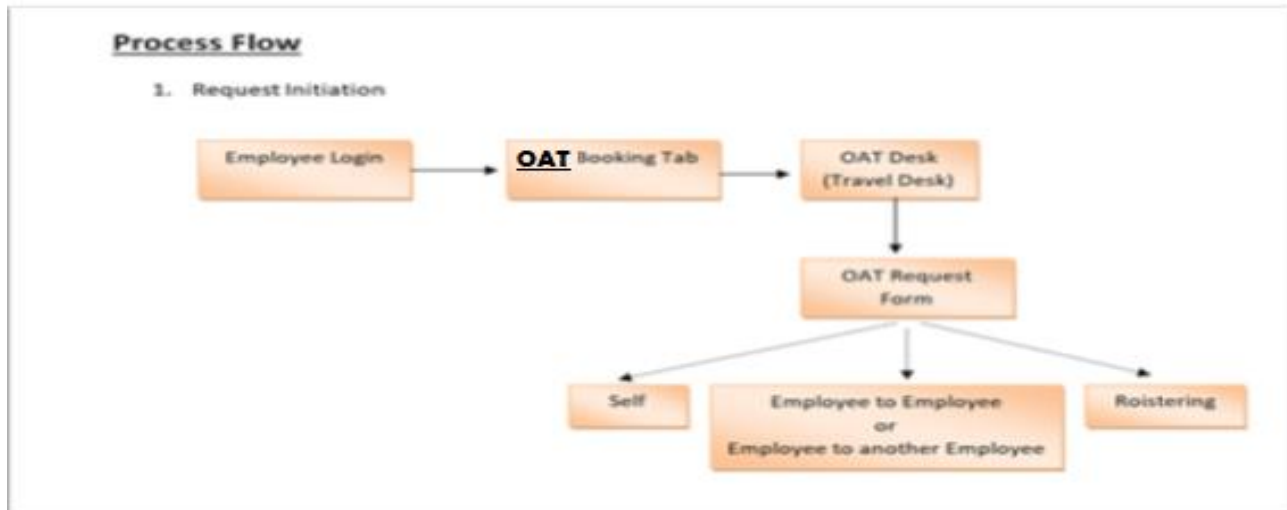 Process Flow
1. Request Initiation
Employee Login
OAT Booking Tab
OAT Desk
(Travel Desk)
OAT Request
Form
Self
Employee to Employee
or
Employee to another Employee
Roistering